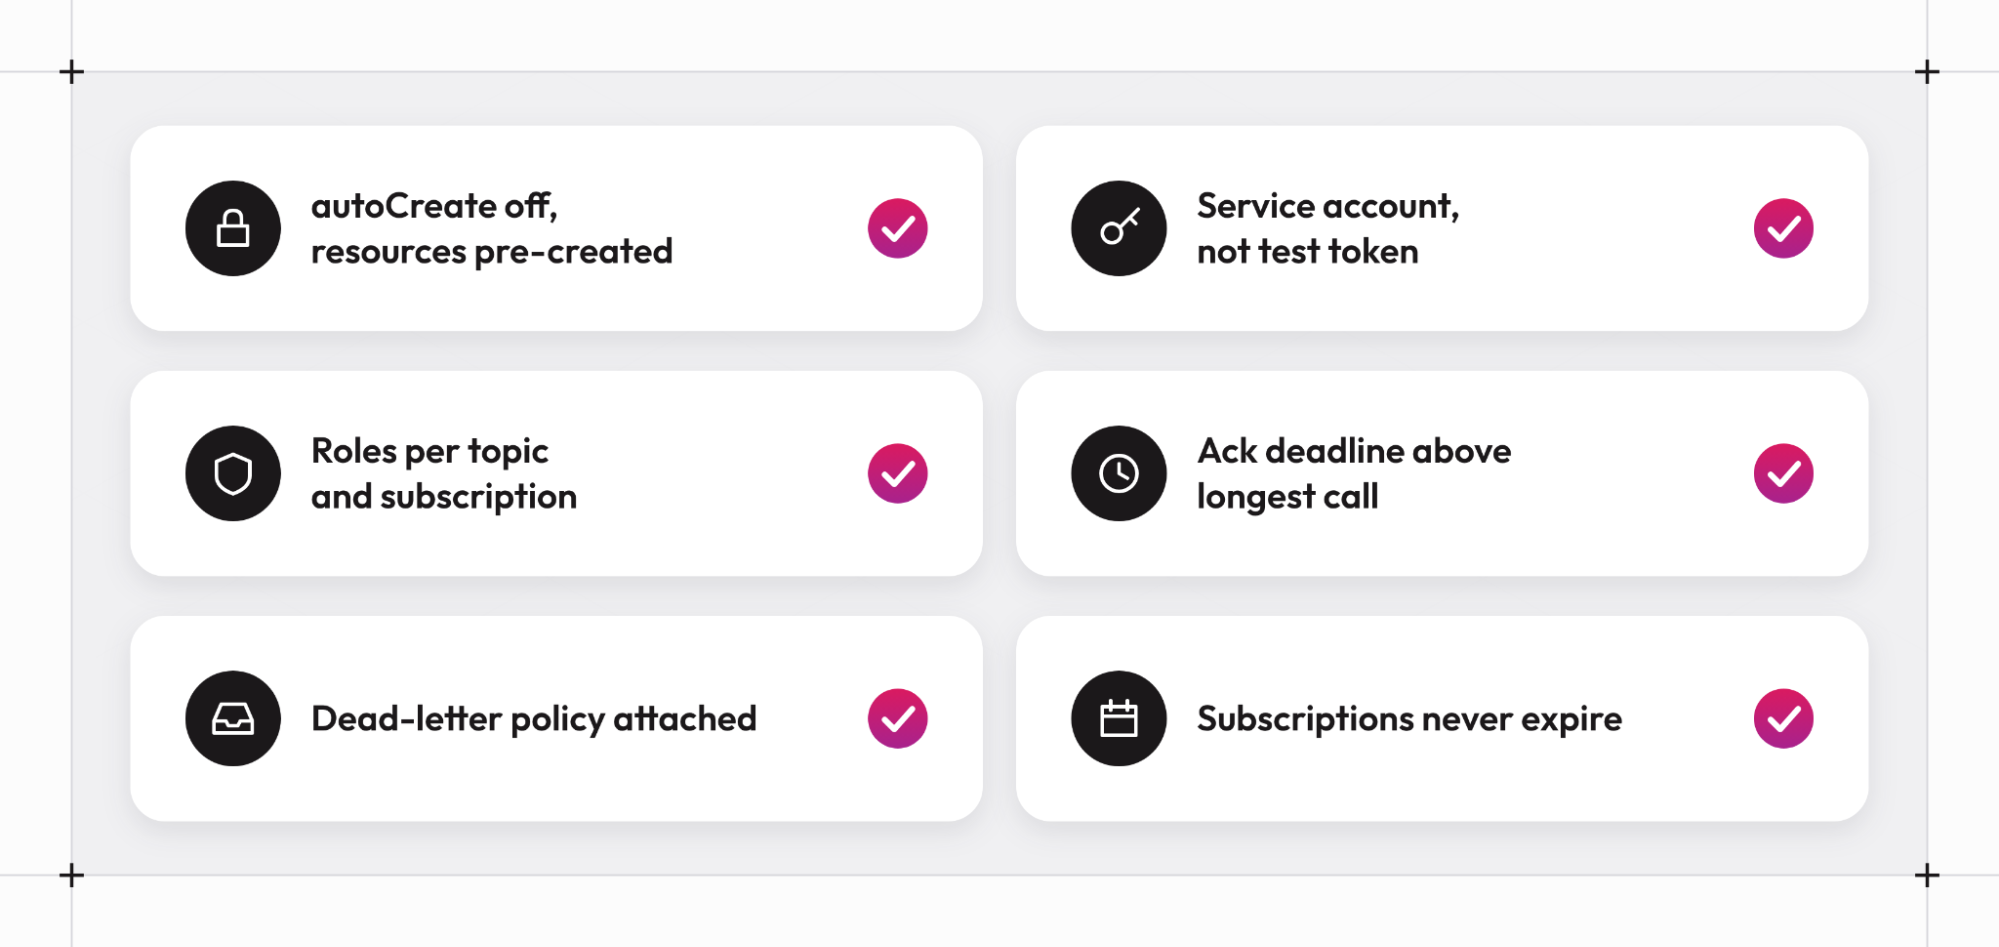 autoCreate off,
resources pre-created
Service account,
not test token
Roles per topic
and subscription
Ack deadline above
longest call
Dead-letter policy attached
Subscriptions never expire